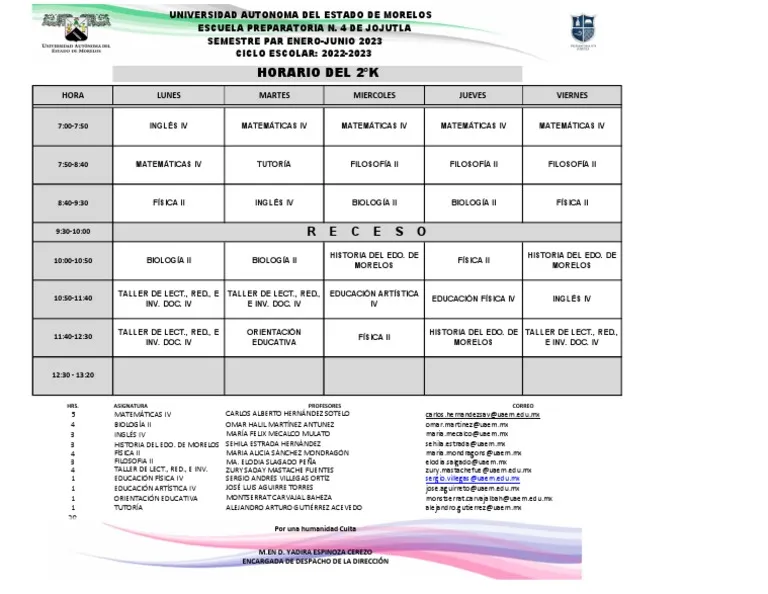 UNIVERSIDAD AUTONOMA DEL ESTADO DE MORELOS
ESCUELA PREPARATORIA N. 4 DE JOJUTLA
SEMESTRE PAR ENERO-JUNIO 2023
CICLO ESCOLAR: 2022-2023
UNIVERSIDAD AUTÓNOMA DEL
ESTADO DE MORELOS
HORARIO DEL 2°K
HORA LUNES MARTES MIERCOLES JUEVES VIERNES
7:00-7:50 INGLÉS IV MATEMÁTICAS IV MATEMÁTICAS IV MATEMÁTICAS IV MATEMÁTICAS IV
7:50-8:40 MATEMÁTICAS IV TUTORÍA FILOSOFÍA II FILOSOFÍA II FILOSOFÍA II
8:40-9:30 FÍSICA II INGLÉS IV BIOLOGÍA II BIOLOGÍA II FÍSICA II
9:30-10:00 R E C E S O
10:00-10:50 BIOLOGÍA II BIOLOGÍA II HISTORIA DEL EDO. DE MORELOS FÍSICA II HISTORIA DEL EDO. DE MORELOS
10:50-11:40 TALLER DE LECT., RED., E INV. DOC. IV TALLER DE LECT., RED., E INV. DOC. IV EDUCACIÓN ARTÍSTICA IV EDUCACIÓN FÍSICA IV INGLÉS IV
11:40-12:30 TALLER DE LECT., RED., E INV. DOC. IV ORIENTACIÓN EDUCATIVA FÍSICA II HISTORIA DEL EDO. DE MORELOS TALLER DE LECT., RED., E INV. DOC. IV
12:30 - 13:20
HRS. ASIGNATURA PROFESORES CORREO
5 MATEMÁTICAS IV CARLOS ALBERTO HERNÁNDEZ SOTELO carlos.hernandezsav@uaem.edu.mx
4 BIOLOGÍA II OMAR HALIL MARTÍNEZ ANTUNEZ omar.martinez@uaem.mx
3 INGLÉS IV MARÍA FELIX MECALCO MULATO maria.mecalco@uaem.mx
3 HISTORIA DEL EDO. DE MORELOS SEHILA ESTRADA HERNÁNDEZ sehila.estrada@uaem.mx
4 FÍSICA II MARIA ALICIA SÁNCHEZ MONDRAGÓN maria.mondragons@uaem.mx
3 FILOSOFIA II MA. ELODIA SLAGADO PEÑA elodia.salgado@uaem.mx
4 TALLER DE LECT., RED., E INV. ZURY SADAY MASTACHE FUENTES zury.mastachefue@uaem.edu.mx
1 EDUCACIÓN FÍSICA IV SERGIO ANDRÉS VILLEGAS ORTIZ sergio.villegas@uaem.edu.mx
1 EDUCACIÓN ARTÍSTICA IV JOSÉ LUIS AGUIRRE TORRES jose.aguirreto@uaem.mx
1 ORIENTACIÓN EDUCATIVA MONTSERRAT CARVAJAL BAHEZA montserrat.carvajalbah@uaem.edu.mx
1 TUTORÍA ALEJANDRO ARTURO GUTIÉRREZ ACEVEDO alejandro.gutierrez@uaem.mx
Por una humanidad Culta
M.EN D. YADIRA ESPINOZA CEREZO
ENCARGADA DE DESPACHO DE LA DIRECCIÓN